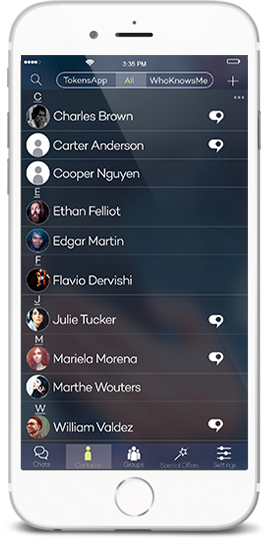 3:35 PM
TokensApp All WhoKnowsMe
C
Charles Brown
Carter Anderson
Cooper Nguyen
E
Ethan Felliot
Edgar Martin
F
Flavio Dervishi
J
Julie Tucker
M
Mariela Morena
Marthe Wouters
W
William Valdez
Chats Contacts Groups Special Offers Settings